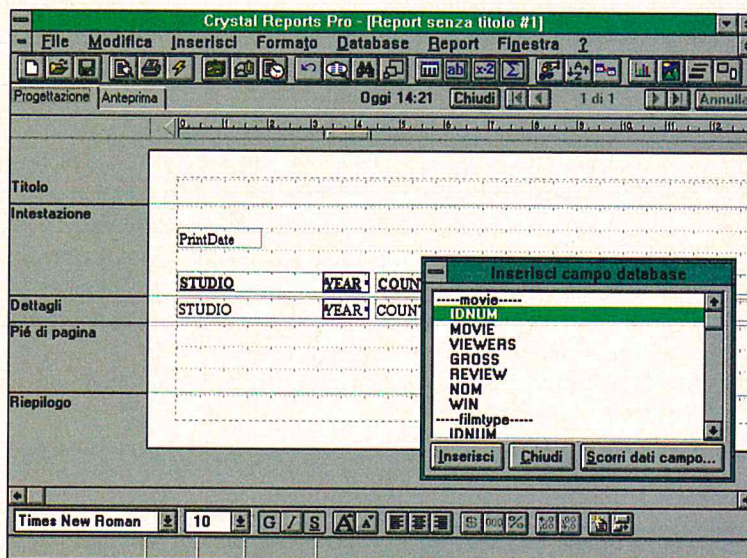 Crystal Reports Pro - [Report senza titolo #1]
File Modifica Inserisci Formato Database Report Finestra ?
Progettazione Anteprima Oggi 14:21 Chiudi 1 di 1 Annulla
Titolo
Intestazione
PrintDate
STUDIO YEAR COUN
Dettagli
STUDIO YEAR COUN
Piè di pagina
Riepilogo
Inserisci campo database
-----movie-----
IDNUM
MOVIE
VIEWERS
GROSS
REVIEW
NOM
WIN
-----filmtype-----
IDNUM
Inserisci Chiudi Scorri dati campo...
Times New Roman 10 G I S A A S 000 %